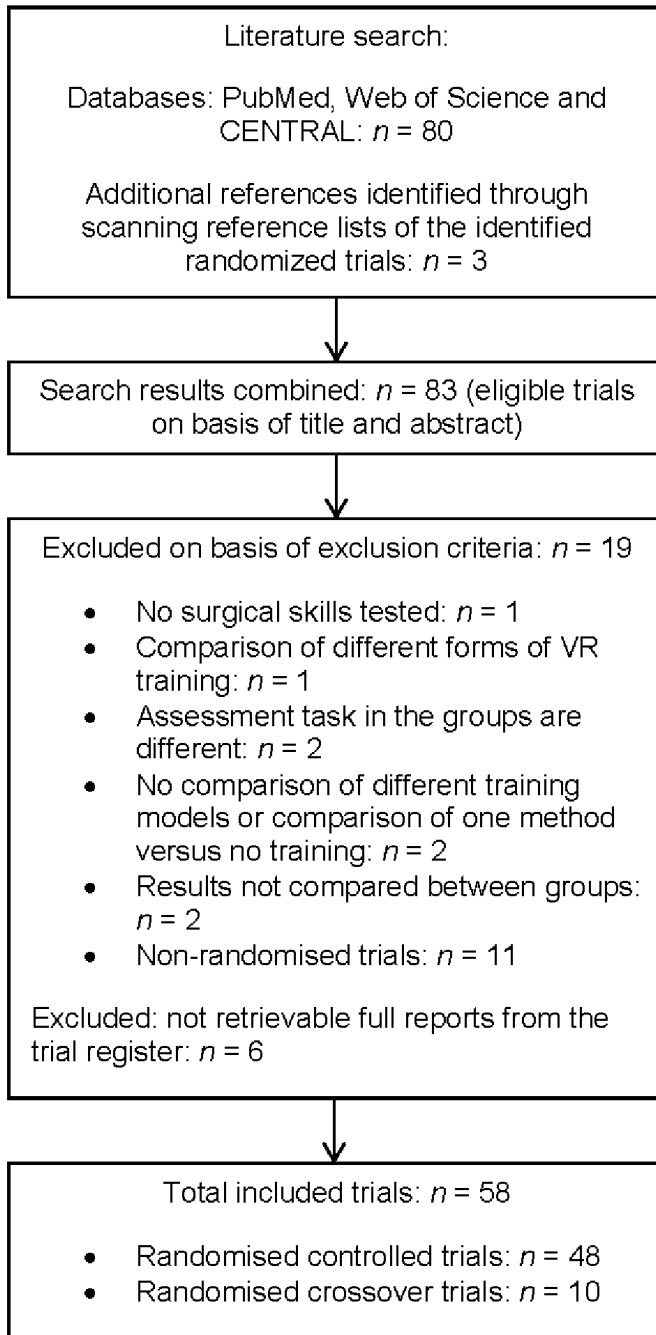 Literature search:
Databases: PubMed, Web of Science and
CENTRAL: n = 80
Additional references identified through
scanning reference lists of the identified
randomized trials: n = 3
Search results combined: n = 83 (eligible trials
on basis of title and abstract)
Excluded on basis of exclusion criteria: n = 19
• No surgical skills tested: n = 1
• Comparison of different forms of VR
training: n = 1
• Assessment task in the groups are
different: n = 2
• No comparison of different training
models or comparison of one method
versus no training: n = 2
• Results not compared between groups:
n = 2
• Non-randomised trials: n = 11
Excluded: not retrievable full reports from the
trial register: n = 6
Total included trials: n = 58
• Randomised controlled trials: n = 48
• Randomised crossover trials: n = 10